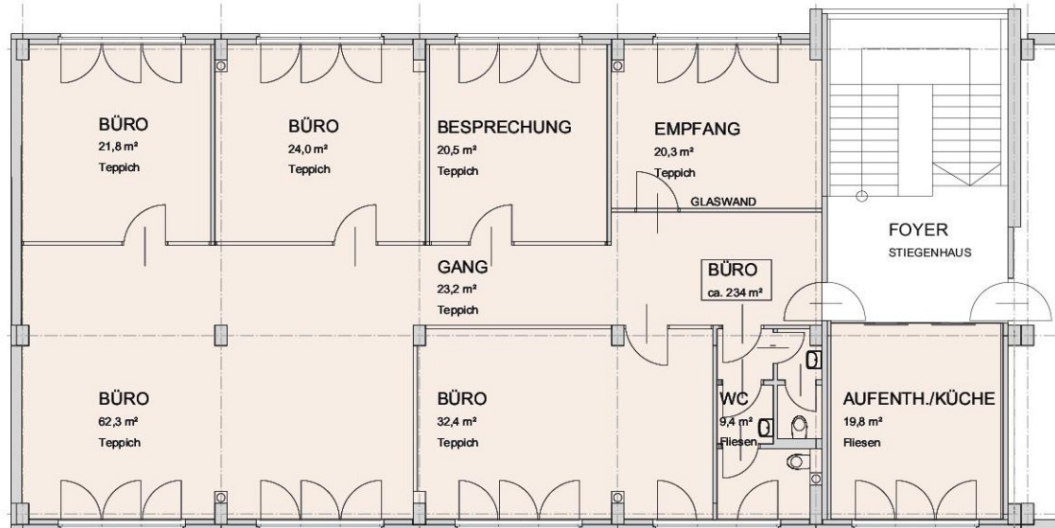 BÜRO
21,8 m²
Teppich
BÜRO
24,0 m²
Teppich
BESPRECHUNG
20,5 m²
Teppich
EMPFANG
20,3 m²
Teppich
GLASWAND
FOYER
STIEGENHAUS
GANG
23,2 m²
Teppich
BÜRO
ca. 234 m²
BÜRO
62,3 m²
Teppich
BÜRO
32,4 m²
Teppich
WC
9,4 m²
Fliesen
AUFENTH./KÜCHE
19,8 m²
Fliesen